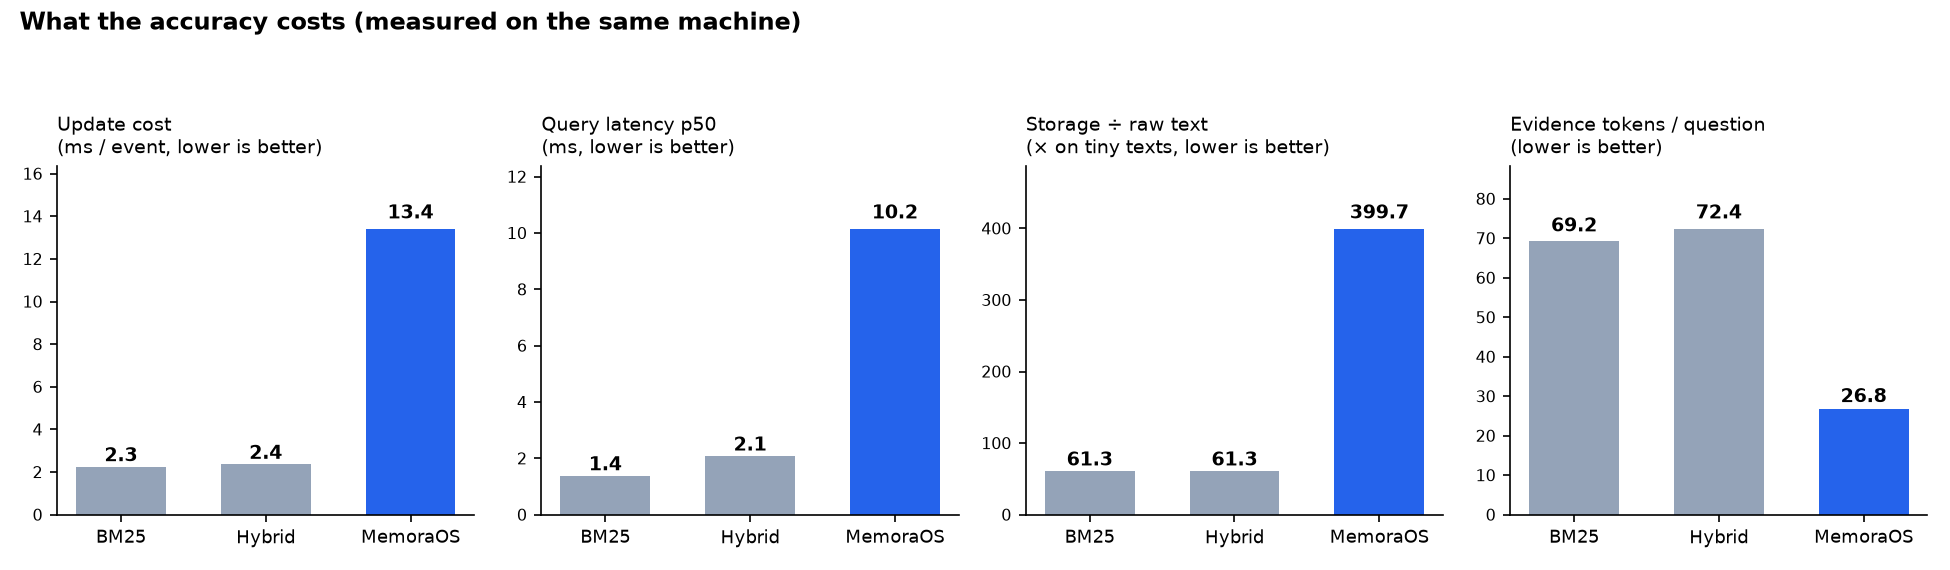 What the accuracy costs (measured on the same machine)
Update cost
(ms / event, lower is better)
16
14
12
10
8
6
4
2
0
2.3
2.4
13.4
BM25
Hybrid
MemoraOS
Query latency p50
(ms, lower is better)
12
10
8
6
4
2
0
1.4
2.1
10.2
BM25
Hybrid
MemoraOS
Storage ÷ raw text
(× on tiny texts, lower is better)
400
300
200
100
0
61.3
61.3
399.7
BM25
Hybrid
MemoraOS
Evidence tokens / question
(lower is better)
80
70
60
50
40
30
20
10
0
69.2
72.4
26.8
BM25
Hybrid
MemoraOS